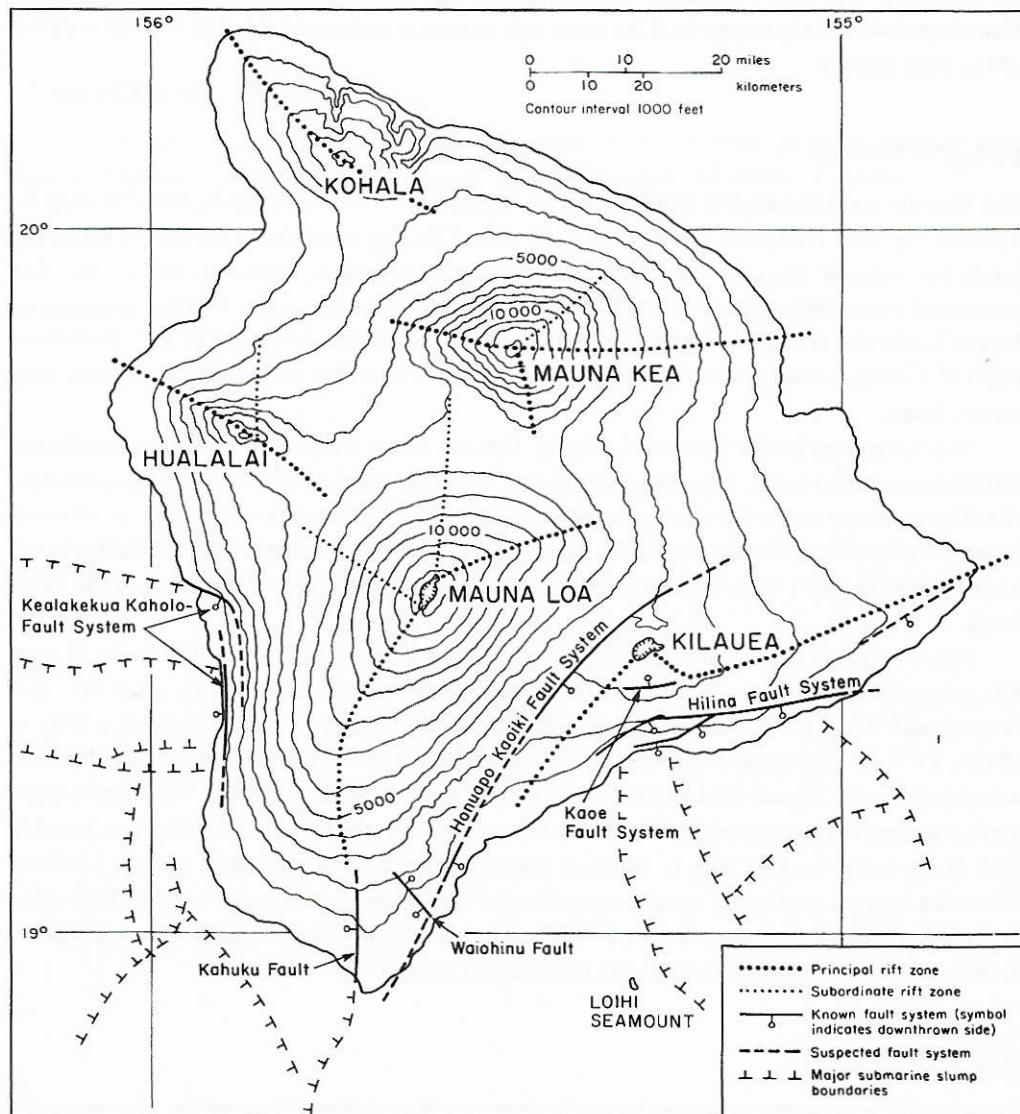 156°
155°
0 10 20 miles
0 10 20 kilometers
Contour interval 1000 feet
KOHALA
20°
5000
10 000
MAUNA KEA
HUALALAI
10 000
MAUNA LOA
Kealakekua Kaholo-
Fault System
KILAUEA
Honuapo Kaoiki Fault System
Hilina Fault System
Kaoe
Fault System
5000
19°
Waiohinu Fault
Kahuku Fault
LOIHI
SEAMOUNT
Principal rift zone
Subordinate rift zone
Known fault system (symbol
indicates downthrown side)
Suspected fault system
Major submarine slump
boundaries